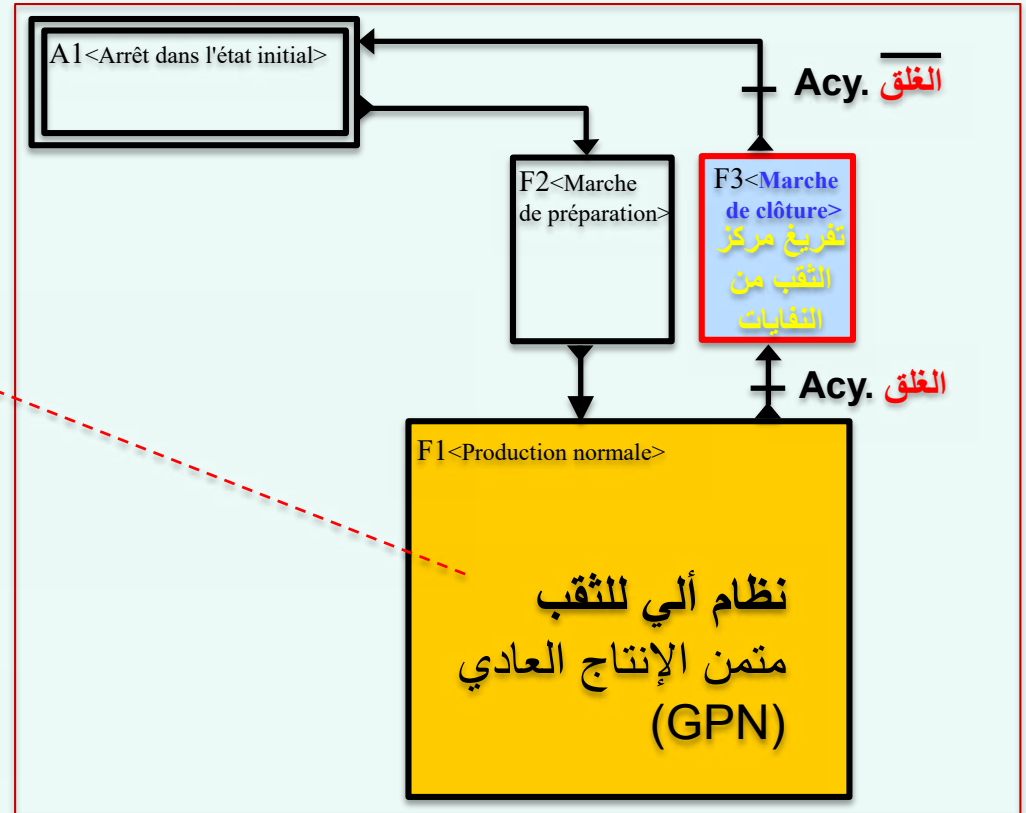 A1<Arrêt dans l'état initial>
Acy. الغلق
F2<Marche
de préparation>
F3<Marche
de clôture>
تفريغ مركز
الثقب من
النفايات
Acy. الغلق
F1<Production normale>
نظام ألي للثقب
متمن الإنتاج العادي
(GPN)